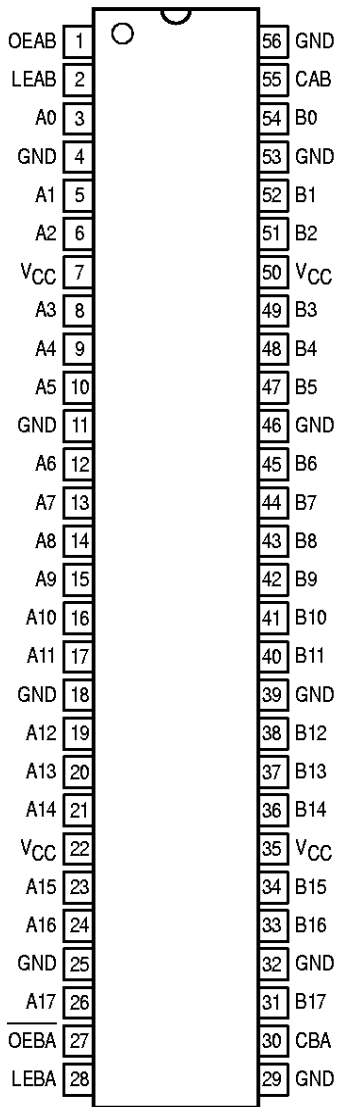 OEAB 1 56 GND
LEAB 2 55 CAB
A0 3 54 B0
GND 4 53 GND
A1 5 52 B1
A2 6 51 B2
VCC 7 50 VCC
A3 8 49 B3
A4 9 48 B4
A5 10 47 B5
GND 11 46 GND
A6 12 45 B6
A7 13 44 B7
A8 14 43 B8
A9 15 42 B9
A10 16 41 B10
A11 17 40 B11
GND 18 39 GND
A12 19 38 B12
A13 20 37 B13
A14 21 36 B14
VCC 22 35 VCC
A15 23 34 B15
A16 24 33 B16
GND 25 32 GND
A17 26 31 B17
O̅E̅B̅A̅ 27 30 CBA
LEBA 28 29 GND